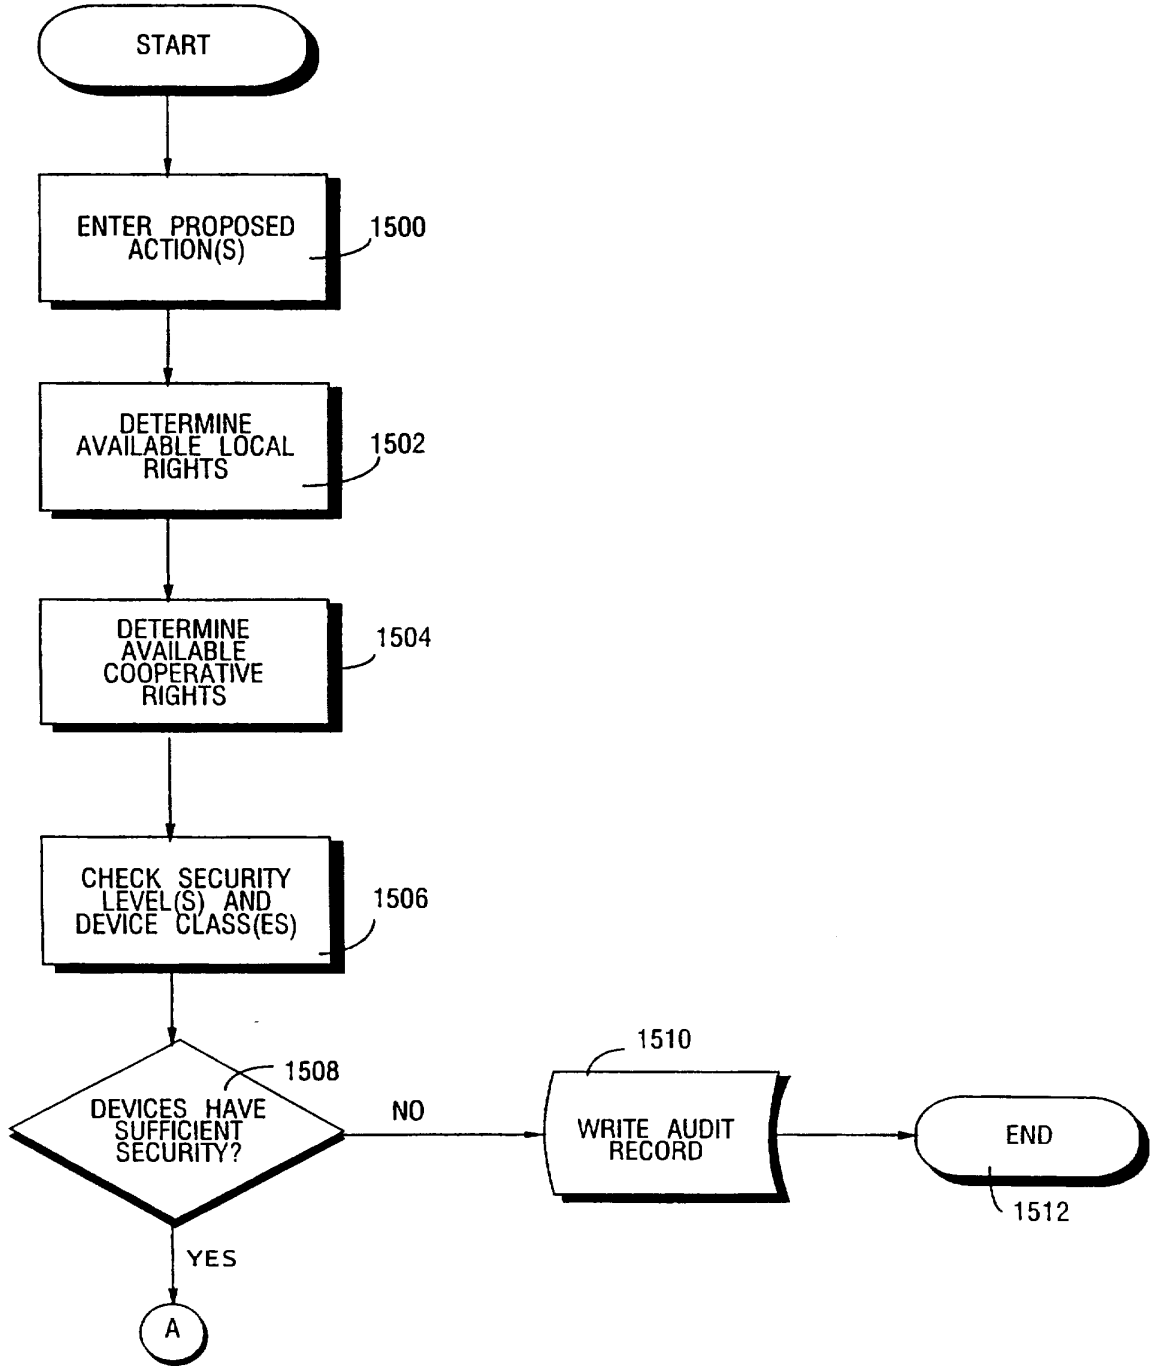 START
ENTER PROPOSED
ACTION(S)
1500
DETERMINE
AVAILABLE LOCAL
RIGHTS
1502
DETERMINE
AVAILABLE
COOPERATIVE
RIGHTS
1504
CHECK SECURITY
LEVEL(S) AND
DEVICE CLASS(ES)
1506
1508
DEVICES HAVE
SUFFICIENT
SECURITY?
NO
1510
WRITE AUDIT
RECORD
END
1512
YES
A